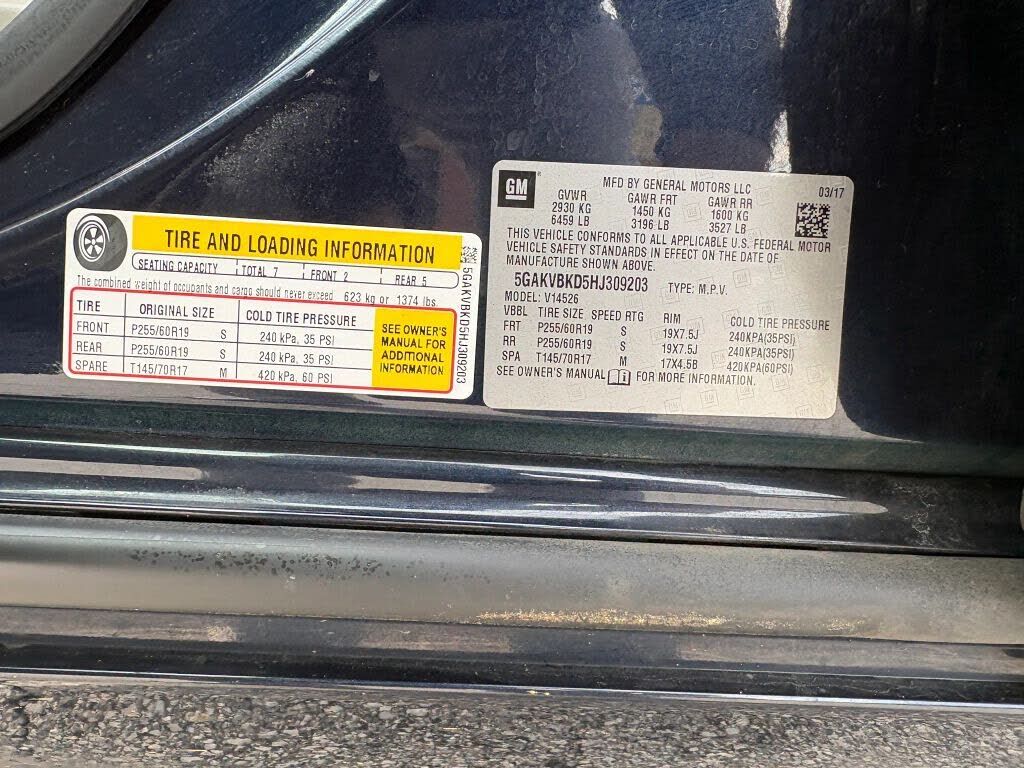 TIRE AND LOADING INFORMATION
SEATING CAPACITY TOTAL 7 FRONT 2 REAR 5
The combined weight of occupants and cargo should never exceed 623 kg or 1374 lbs.
TIRE ORIGINAL SIZE COLD TIRE PRESSURE
FRONT P255/60R19 S 240 kPa, 35 PSI
REAR P255/60R19 S 240 kPa, 35 PSI
SPARE T145/70R17 M 420 kPa, 60 PSI
SEE OWNER'S
MANUAL FOR
ADDITIONAL
INFORMATION
5GAKVBKD5HJ309203
GM
MFD BY GENERAL MOTORS LLC 03/17
GVWR GAWR FRT GAWR RR
2930 KG 1450 KG 1600 KG
6459 LB 3196 LB 3527 LB
THIS VEHICLE CONFORMS TO ALL APPLICABLE U.S. FEDERAL MOTOR
VEHICLE SAFETY STANDARDS IN EFFECT ON THE DATE OF
MANUFACTURE SHOWN ABOVE.
5GAKVBKD5HJ309203 TYPE: M.P.V.
MODEL: V14526
VBBL TIRE SIZE SPEED RTG RIM COLD TIRE PRESSURE
FRT P255/60R19 S 19X7.5J 240KPA(35PSI)
RR P255/60R19 S 19X7.5J 240KPA(35PSI)
SPA T145/70R17 M 17X4.5B 420KPA(60PSI)
SEE OWNER'S MANUAL FOR MORE INFORMATION.